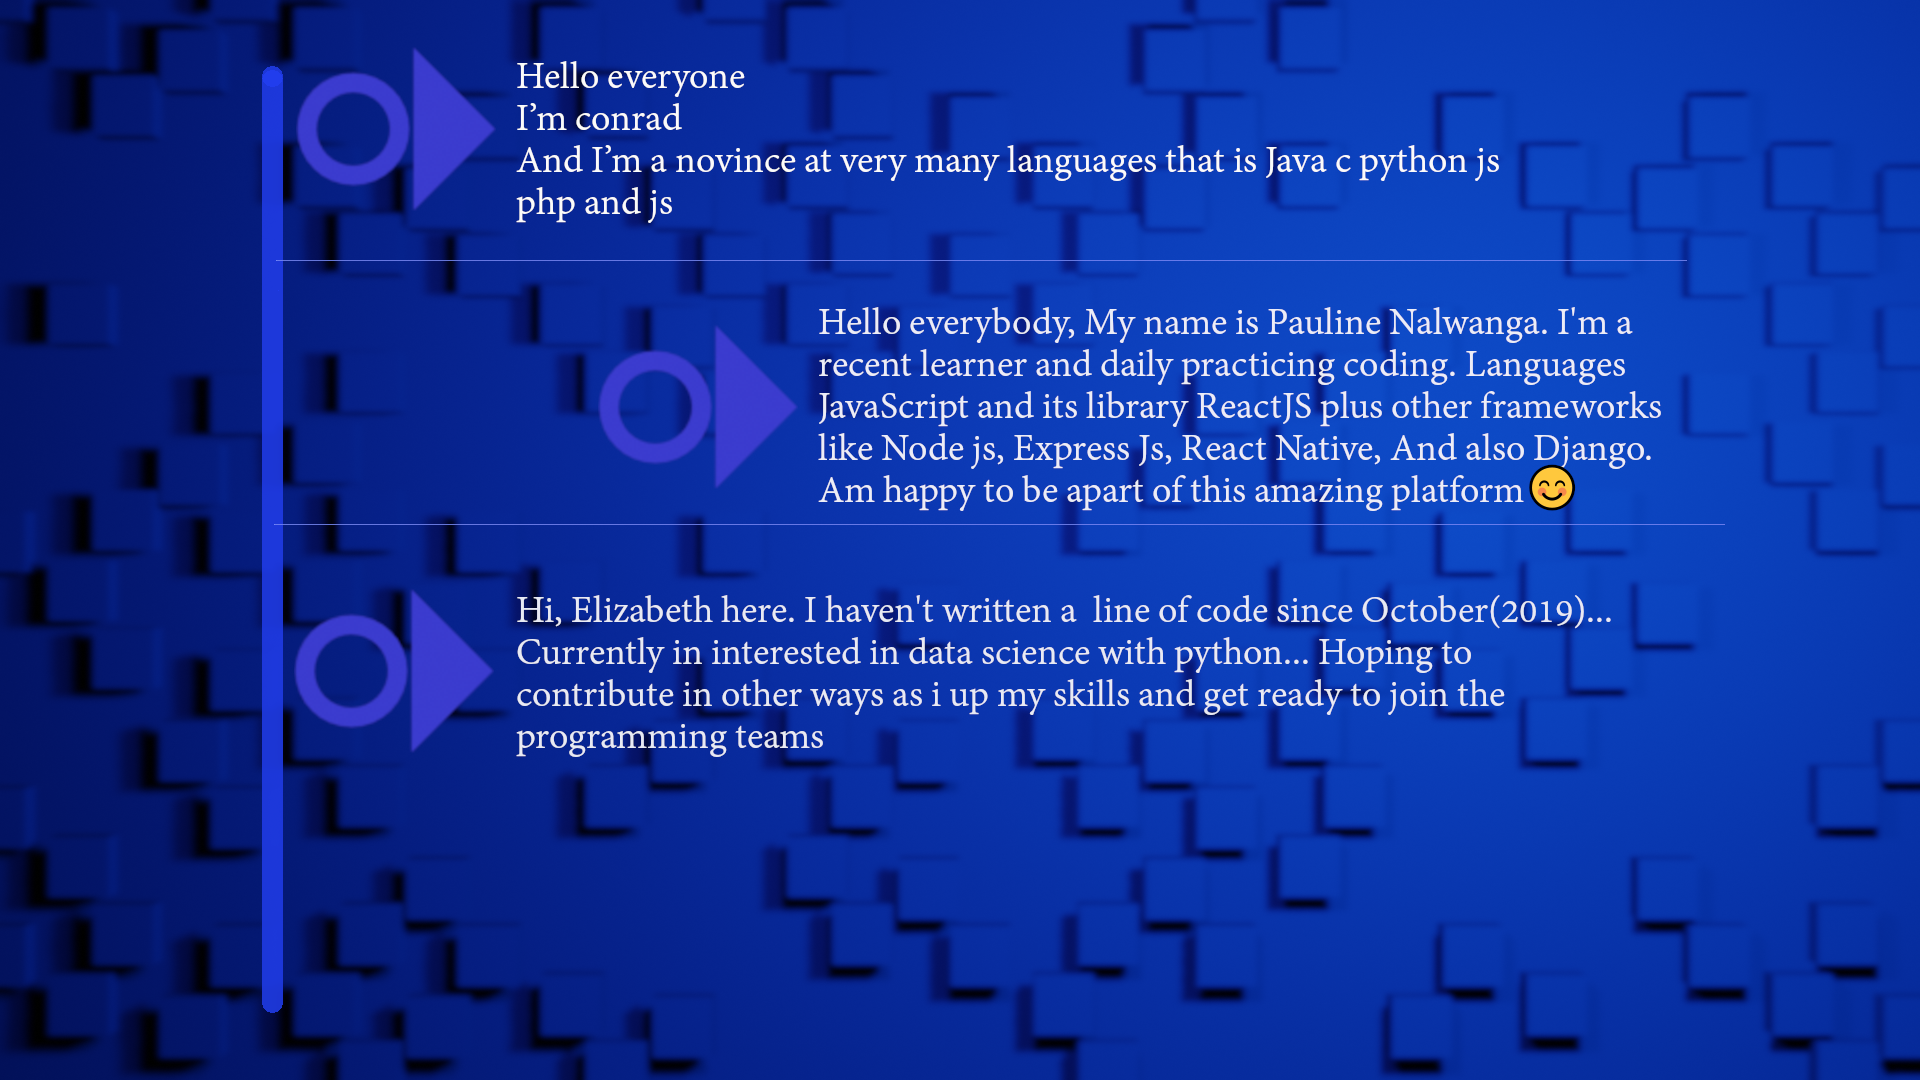 Hello everyone
I’m conrad
And I’m a novince at very many languages that is Java c python js
php and js
Hello everybody, My name is Pauline Nalwanga. I'm a
recent learner and daily practicing coding. Languages
JavaScript and its library ReactJS plus other frameworks
like Node js, Express Js, React Native, And also Django.
Am happy to be apart of this amazing platform 😊
Hi, Elizabeth here. I haven't written a  line of code since October(2019)...
Currently in interested in data science with python... Hoping to
contribute in other ways as i up my skills and get ready to join the
programming teams